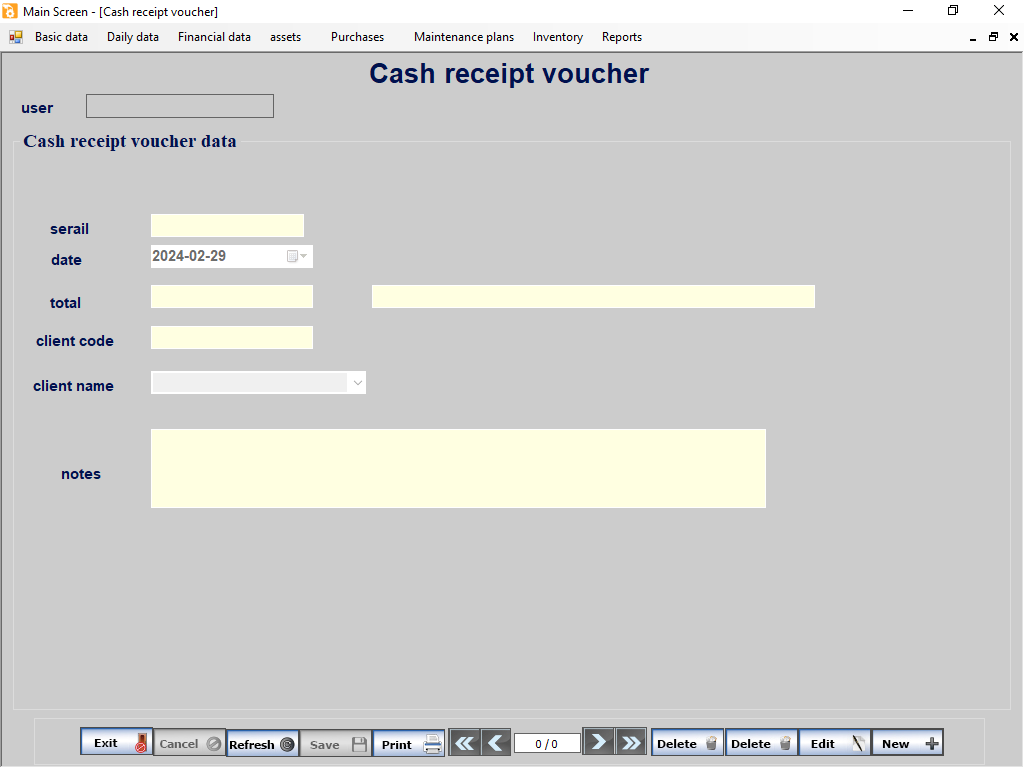 Main Screen - [Cash receipt voucher]
Basic data Daily data Financial data assets Purchases Maintenance plans Inventory Reports
Cash receipt voucher
user
Cash receipt voucher data
serail
date 2024-02-29
total
client code
client name
notes
Exit Cancel Refresh Save Print 0 / 0 Delete Delete Edit New